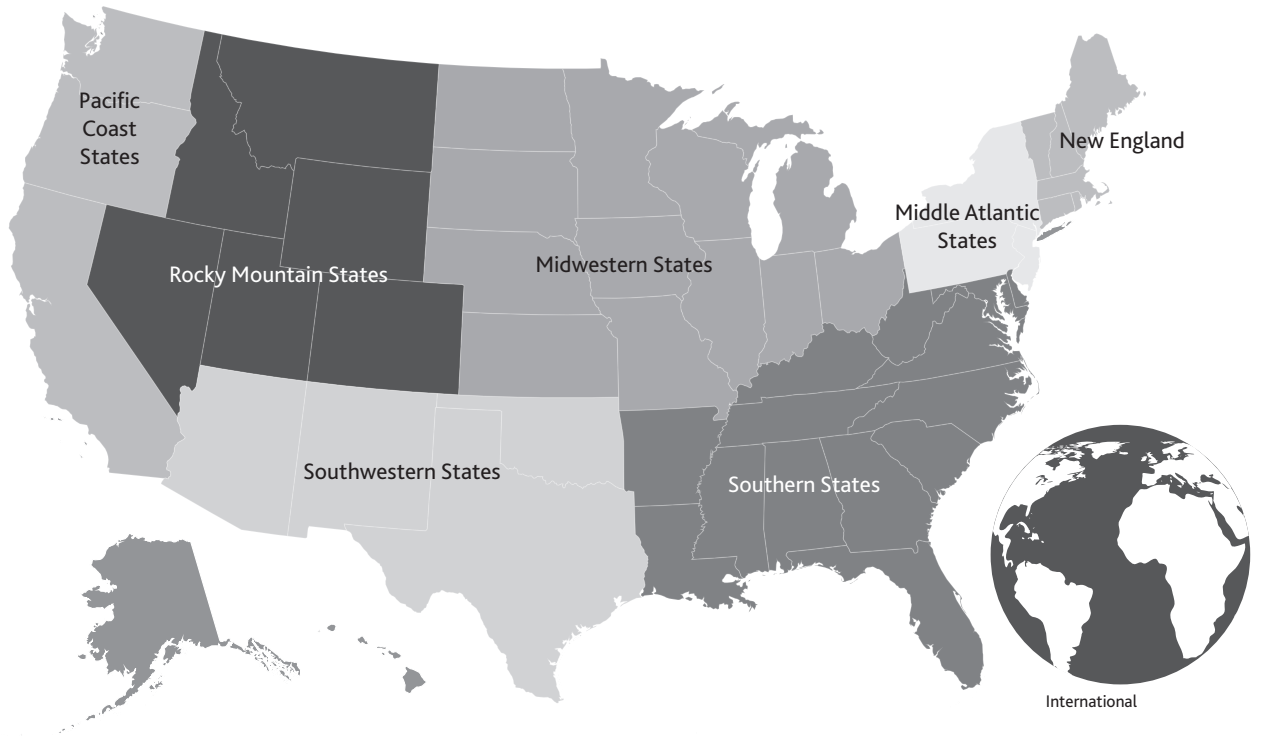 Pacific
Coast
States
New England
Middle Atlantic
States
Rocky Mountain States
Midwestern States
Southwestern States
Southern States
International